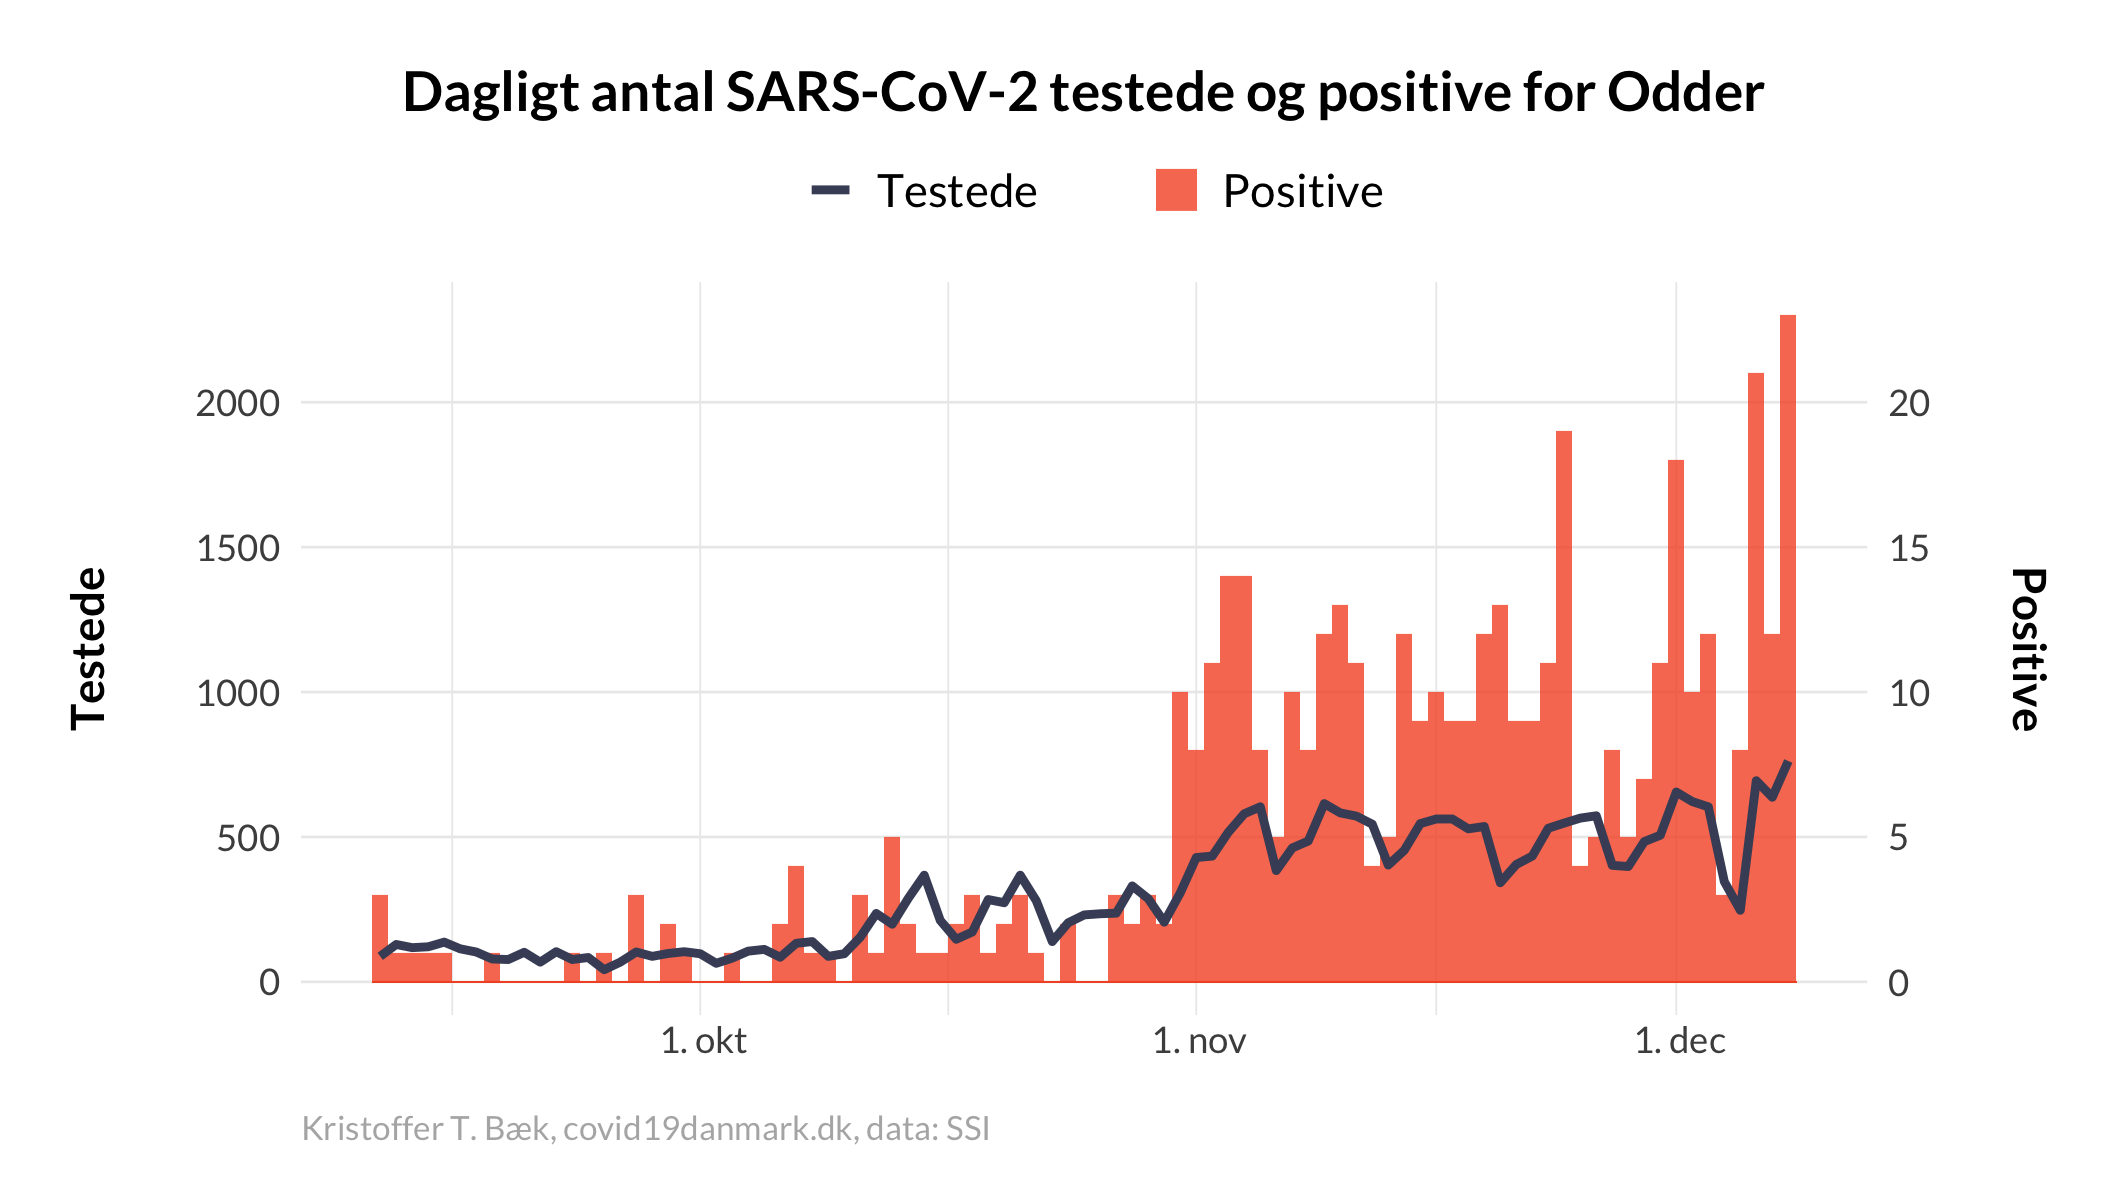 Dagligt antal SARS-CoV-2 testede og positive for Odder
Testede Positive
2000
1500
1000
500
0
Testede
20
15
10
5
0
Positive
1. okt 1. nov 1. dec
Kristoffer T. Bæk, covid19danmark.dk, data: SSI